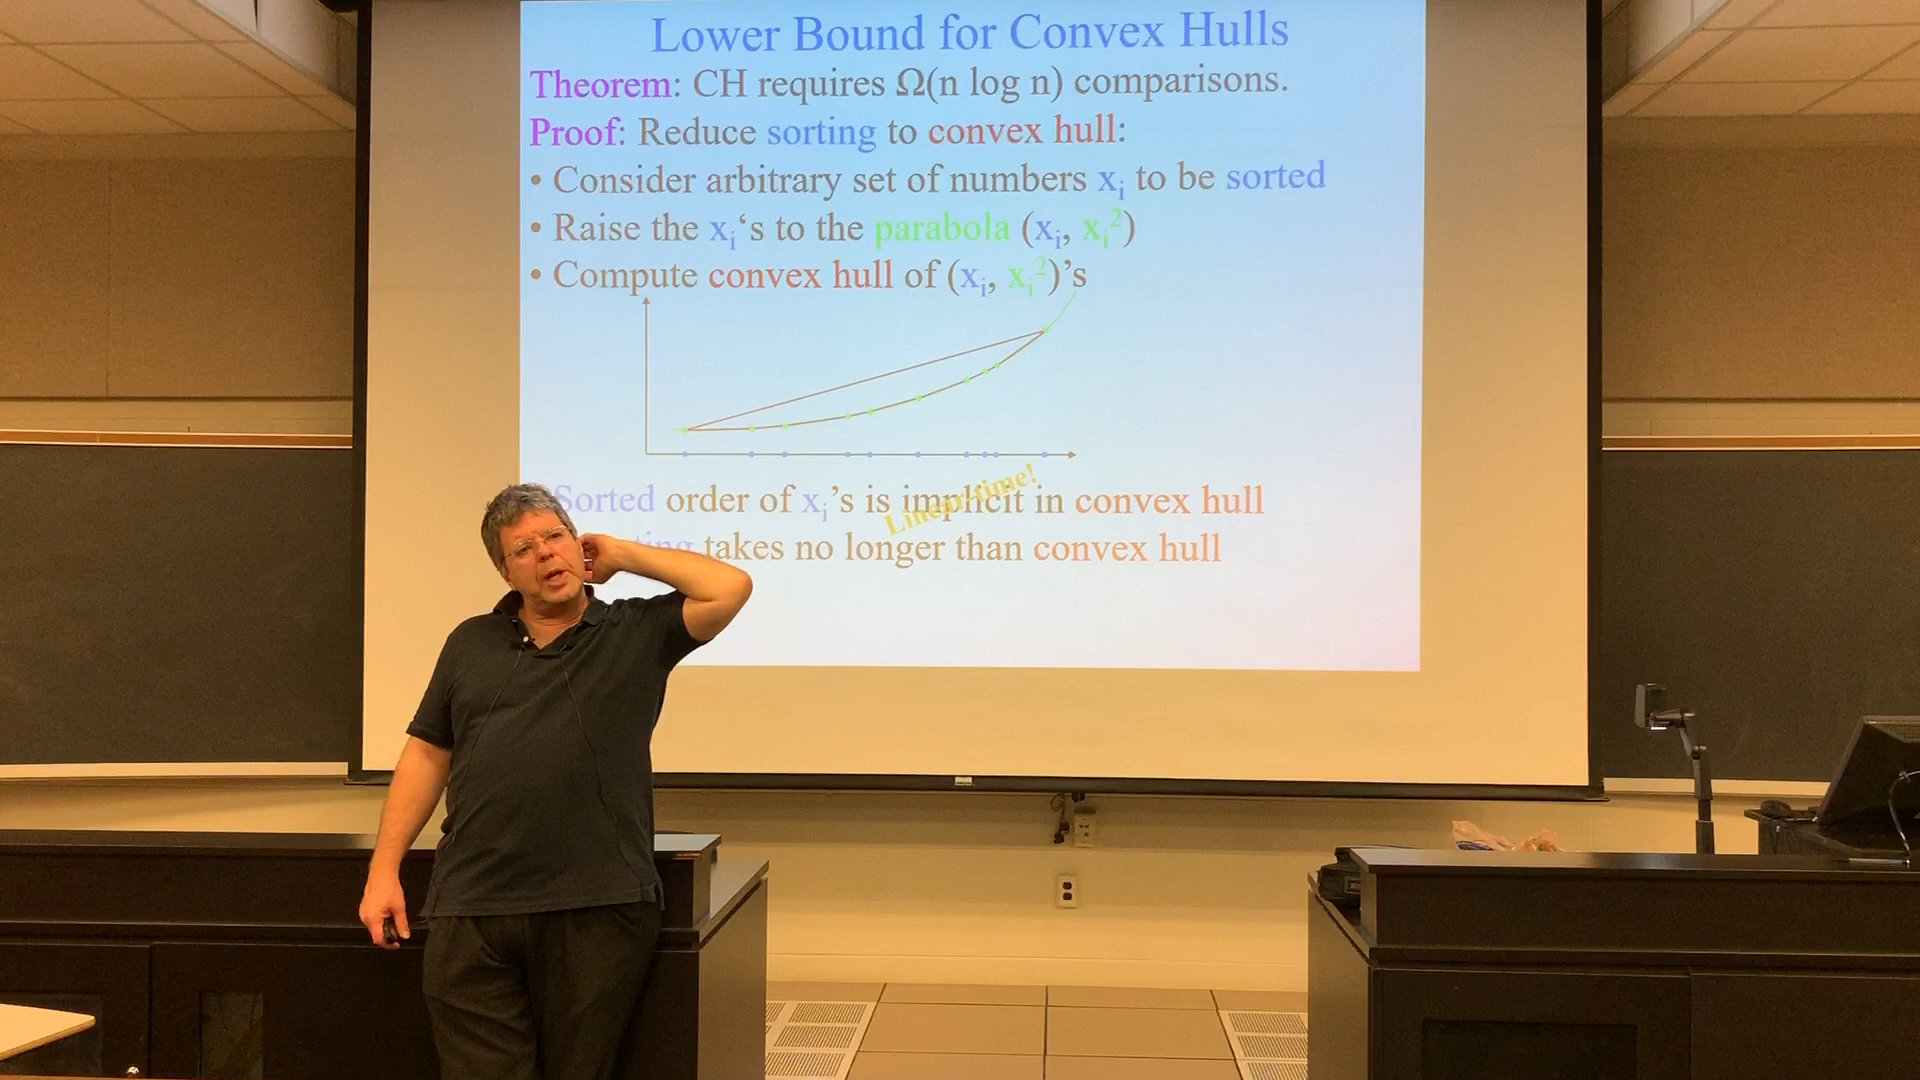 Lower Bound for Convex Hulls
Theorem: CH requires Ω(n log n) comparisons.
Proof: Reduce sorting to convex hull:
• Consider arbitrary set of numbers xᵢ to be sorted
• Raise the xᵢ‘s to the parabola (xᵢ, xᵢ²)
• Compute convex hull of (xᵢ, xᵢ²)’s
Linear-time!
Sorted order of xᵢ’s is implicit in convex hull
takes no longer than convex hull